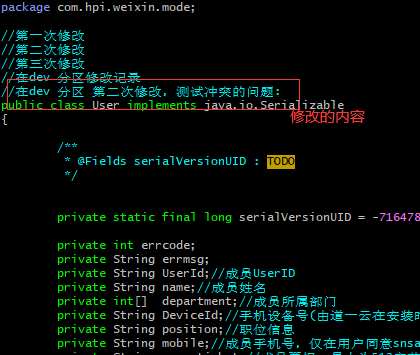 package com.hpi.weixin.mode;
//第一次修改
//第二次修改
//第三次修改
//在dev 分区修改记录
//在dev 分区 第二次修改，测试冲突的问题：
public class User implements java.io.Serializable
修改的内容
{
/**
* @Fields serialVersionUID : TODO
*/
private static final long serialVersionUID = -716478
private int errcode;
private String errmsg;
private String UserId;//成员UserID
private String name;//成员姓名
private int[]  department;//成员所属部门
private String DeviceId;//手机设备号(由道一云在安装时
private String position;//职位信息
private String mobile;//成员手机号，仅在用户同意snsa